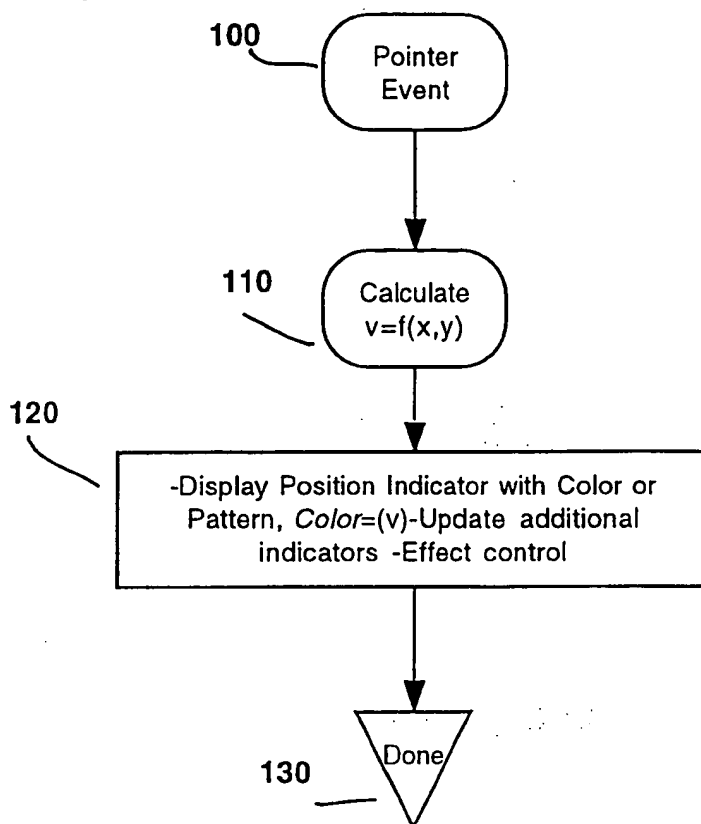 100
Pointer
Event
110
Calculate
v=f(x,y)
120
-Display Position Indicator with Color or
Pattern, Color=(v)-Update additional
indicators -Effect control
Done
130